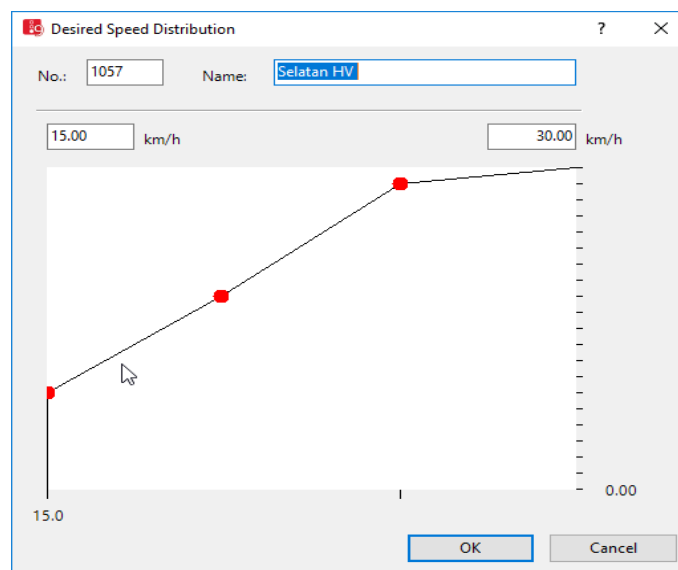 Desired Speed Distribution ?
No.: 1057 Name: Selatan HV
15.00 km/h 30.00 km/h
0.00
15.0
OK Cancel